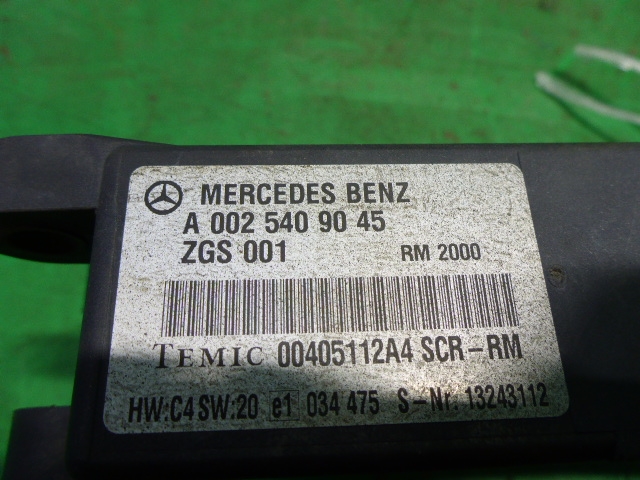 MERCEDES BENZ
A 002 540 90 45
ZGS 001 RM 2000
TEMIC 00405112A4 SCR-RM
HW:C4 SW:20 e1 034 475 S-Nr. 13243112